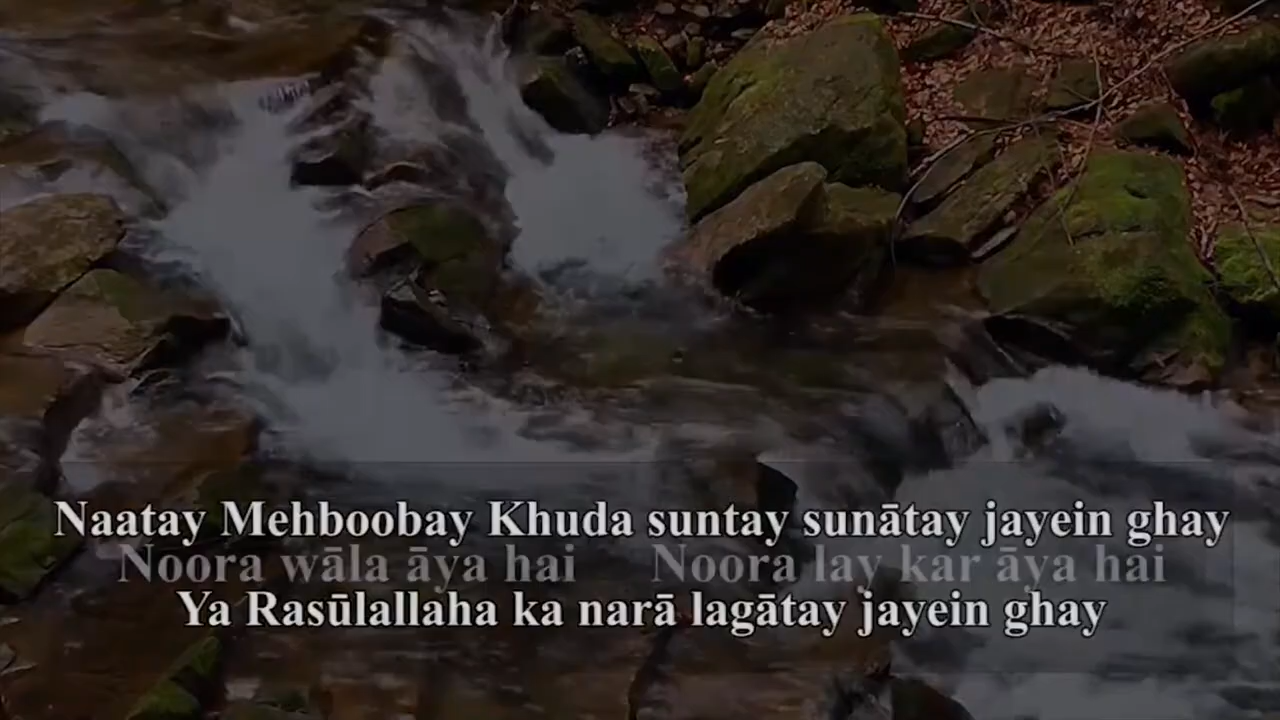 Naatay Mehboobay Khuda suntay sunātay jayein ghay
Noora wāla āya hai Noora lay kar āya hai
Ya Rasūlallaha ka narā lagātay jayein ghay